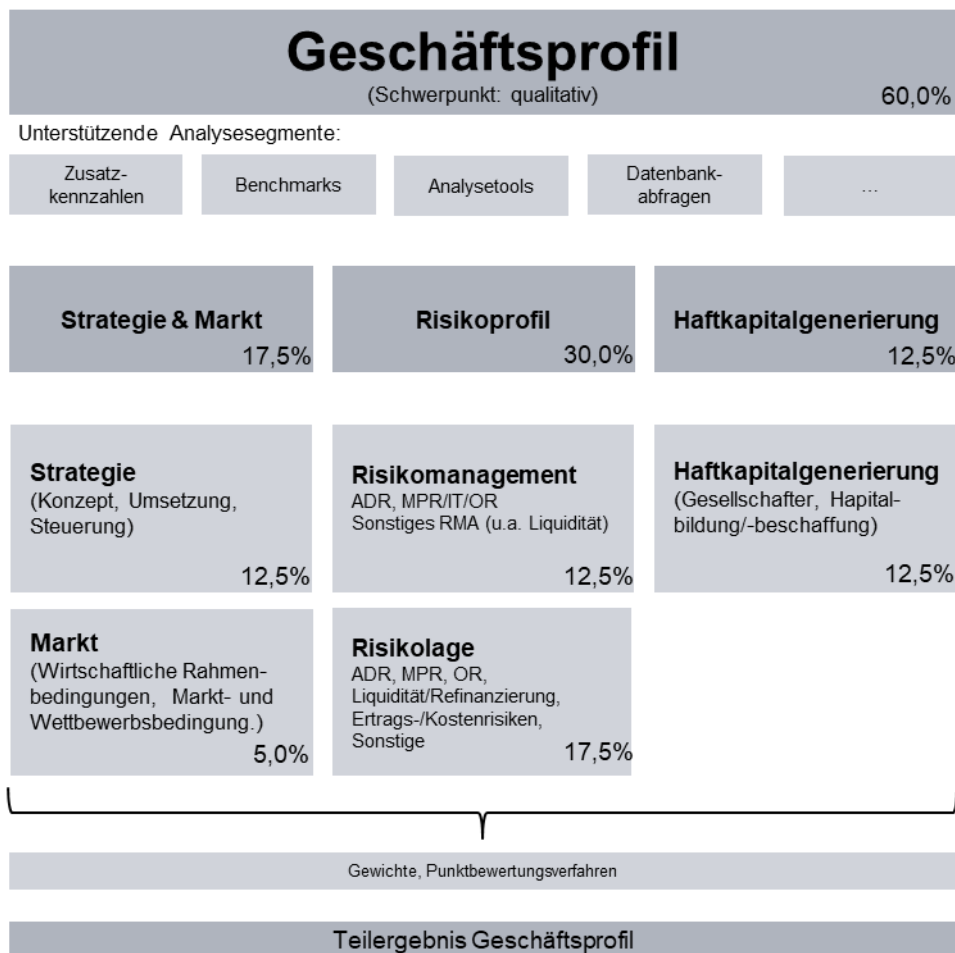 Geschäftsprofil
(Schwerpunkt: qualitativ)
60,0%
Unterstützende Analysesegmente:
Zusatz-
kennzahlen
Benchmarks
Analysetools
Datenbank-
abfragen
...
Strategie & Markt
17,5%
Risikoprofil
30,0%
Haftkapitalgenerierung
12,5%
Strategie
(Konzept, Umsetzung,
Steuerung)
12,5%
Risikomanagement
ADR, MPR/IT/OR
Sonstiges RMA (u.a. Liquidität)
12,5%
Haftkapitalgenerierung
(Gesellschafter, Hapital-
bildung/-beschaffung)
12,5%
Markt
(Wirtschaftliche Rahmen-
bedingungen, Markt- und
Wettbewerbsbedingung.)
5,0%
Risikolage
ADR, MPR, OR,
Liquidität/Refinanzierung,
Ertrags-/Kostenrisiken,
Sonstige
17,5%
Gewichte, Punktbewertungsverfahren
Teilergebnis Geschäftsprofil